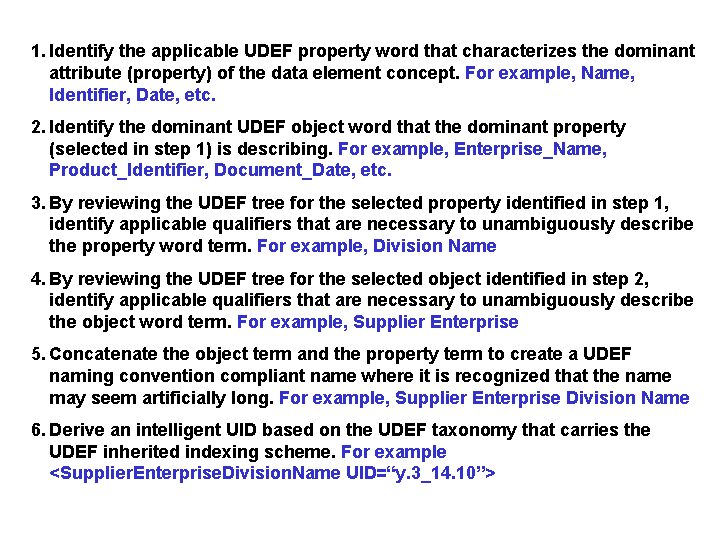 1. Identify the applicable UDEF property word that characterizes the dominant
attribute (property) of the data element concept. For example, Name,
Identifier, Date, etc.
2. Identify the dominant UDEF object word that the dominant property
(selected in step 1) is describing. For example, Enterprise_Name,
Product_Identifier, Document_Date, etc.
3. By reviewing the UDEF tree for the selected property identified in step 1,
identify applicable qualifiers that are necessary to unambiguously describe
the property word term. For example, Division Name
4. By reviewing the UDEF tree for the selected object identified in step 2,
identify applicable qualifiers that are necessary to unambiguously describe
the object word term. For example, Supplier Enterprise
5. Concatenate the object term and the property term to create a UDEF
naming convention compliant name where it is recognized that the name
may seem artificially long. For example, Supplier Enterprise Division Name
6. Derive an intelligent UID based on the UDEF taxonomy that carries the
UDEF inherited indexing scheme. For example
<Supplier.Enterprise.Division.Name UID=“y.3_14.10”>